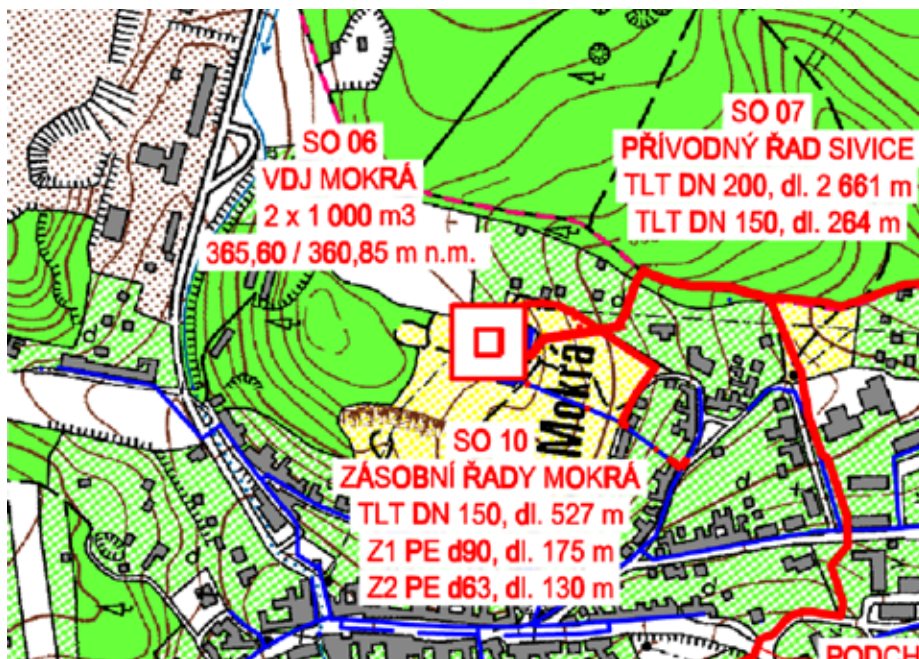 SO 06
VDJ MOKRÁ
2 x 1 000 m3
365,60 / 360,85 m n.m.
SO 07
PŘÍVODNÝ ŘAD SIVICE
TLT DN 200, dl. 2 661 m
TLT DN 150, dl. 264 m
Mokrá
SO 10
ZÁSOBNÍ ŘADY MOKRÁ
TLT DN 150, dl. 527 m
Z1 PE d90, dl. 175 m
Z2 PE d63, dl. 130 m
PODCH